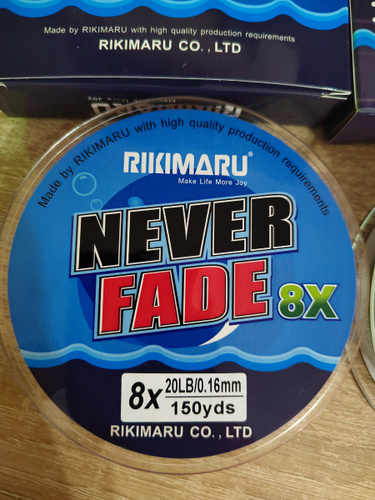 Made by RIKIMARU with high quality production requirements
RIKIMARU CO. , LTD
Made by RIKIMARU with high quality production requirements
RIKIMARU®
Make Life More Joy
NEVER
FADE 8X
8X 20LB/0.16mm
150yds
RIKIMARU CO. , LTD